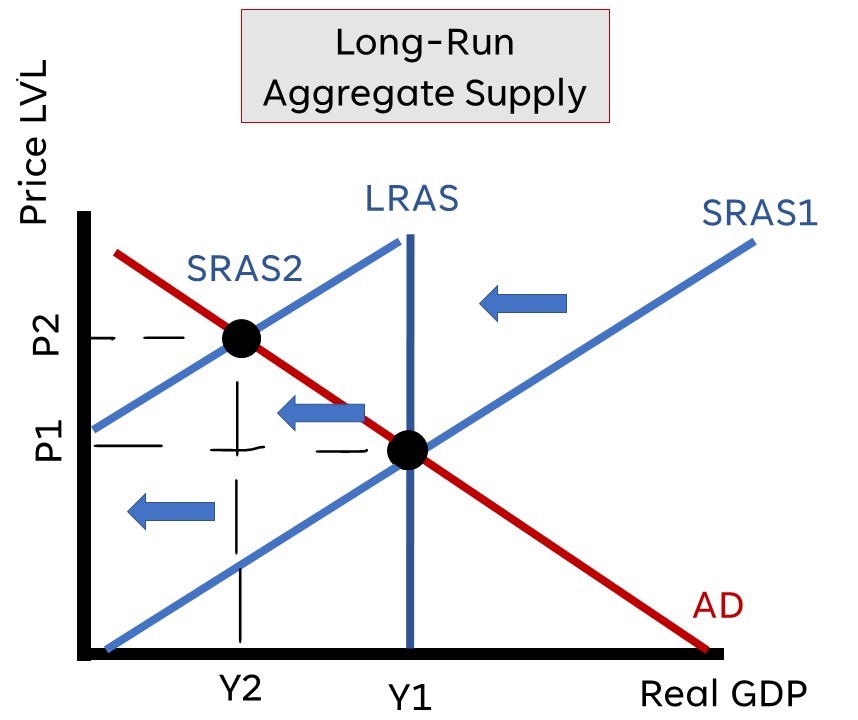 Long-Run
Aggregate Supply
Price LVL
LRAS
SRAS1
SRAS2
P2
P1
AD
Y2
Y1
Real GDP